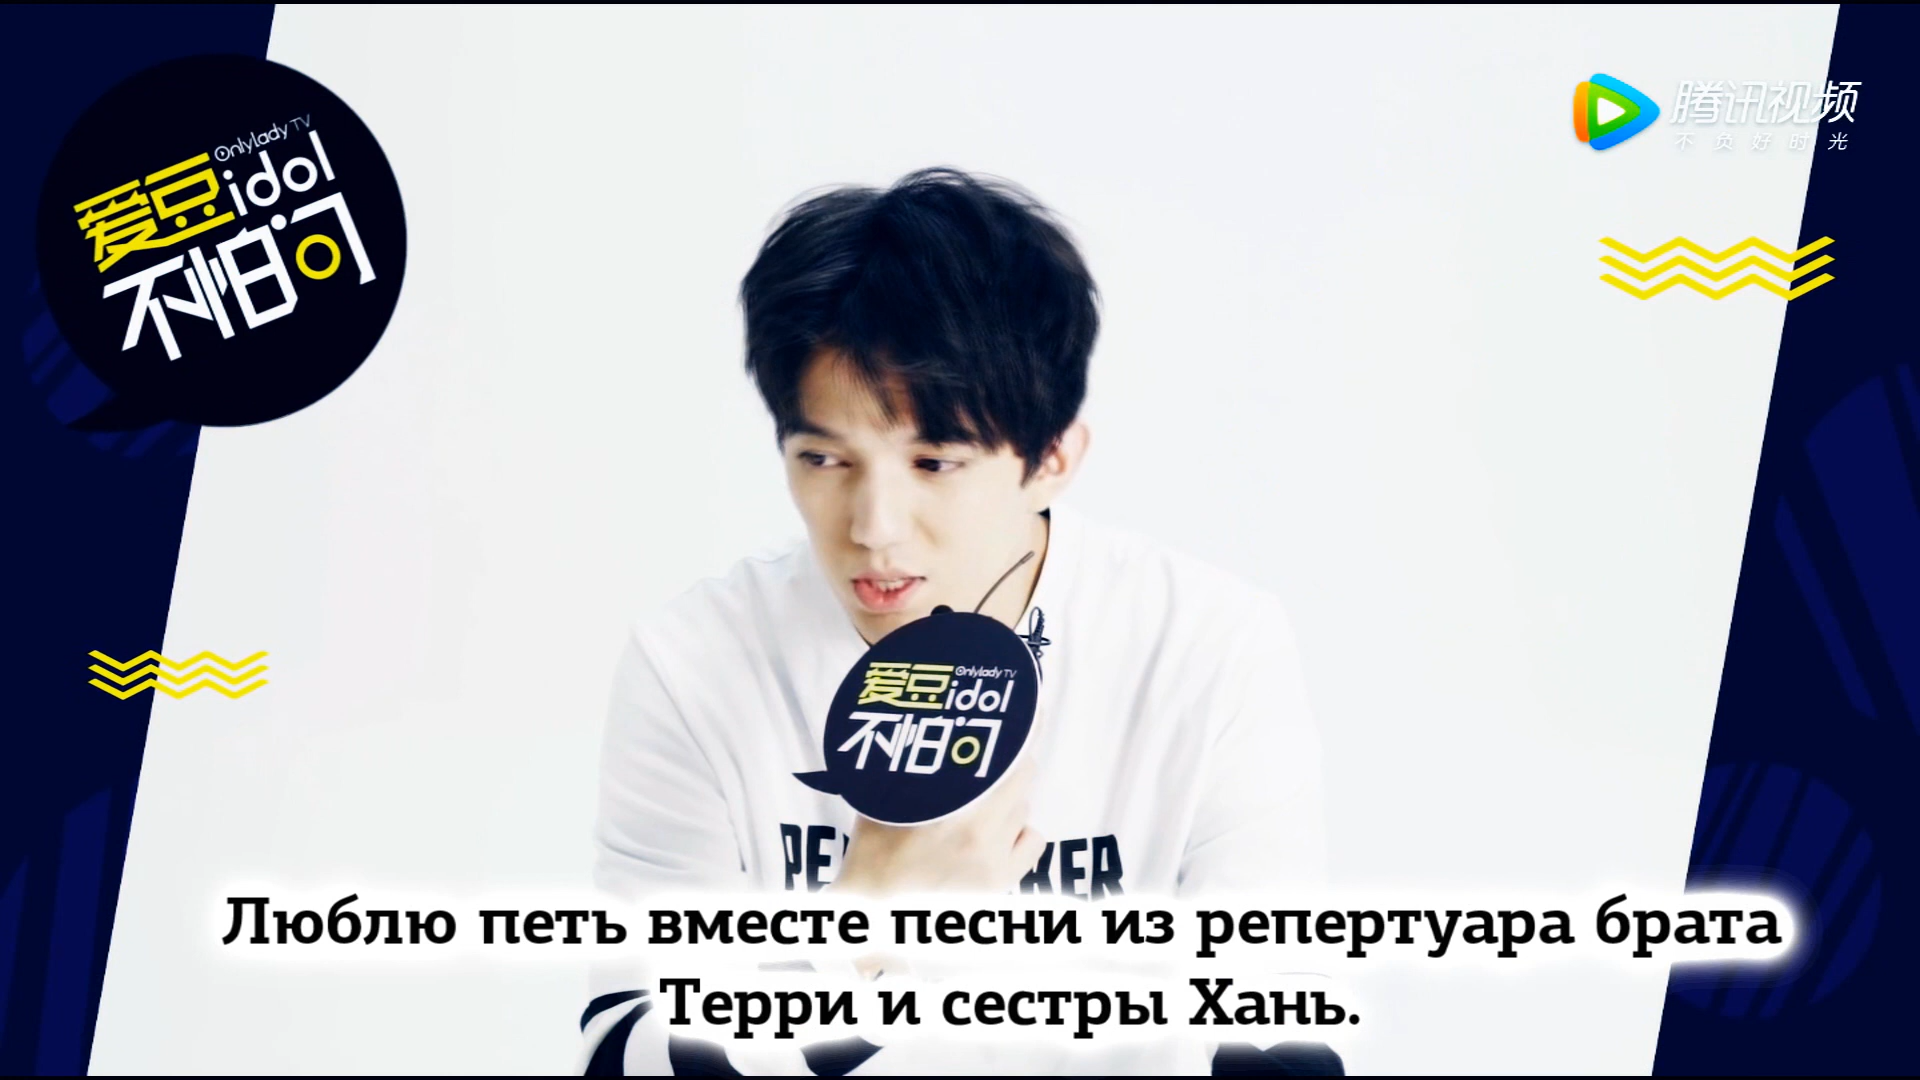 OnlyLady TV
爱豆idol
不怕问
腾讯视频
不负好时光
OnlyLady TV
爱豆idol
不怕问
Люблю петь вместе песни из репертуара брата
Терри и сестры Хань.